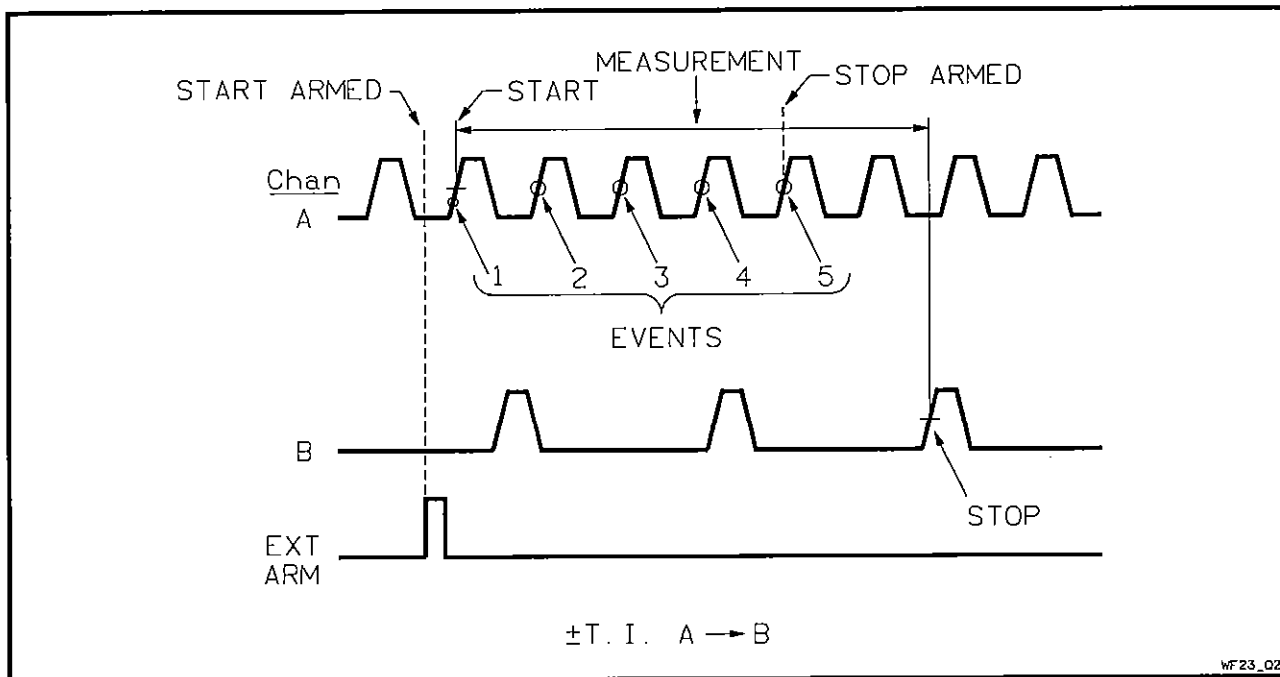 MEASUREMENT
START ARMED
START
STOP ARMED
Chan
A
1 2 3 4 5
EVENTS
B
STOP
EXT
ARM
±T.I. A → B
WF23_02